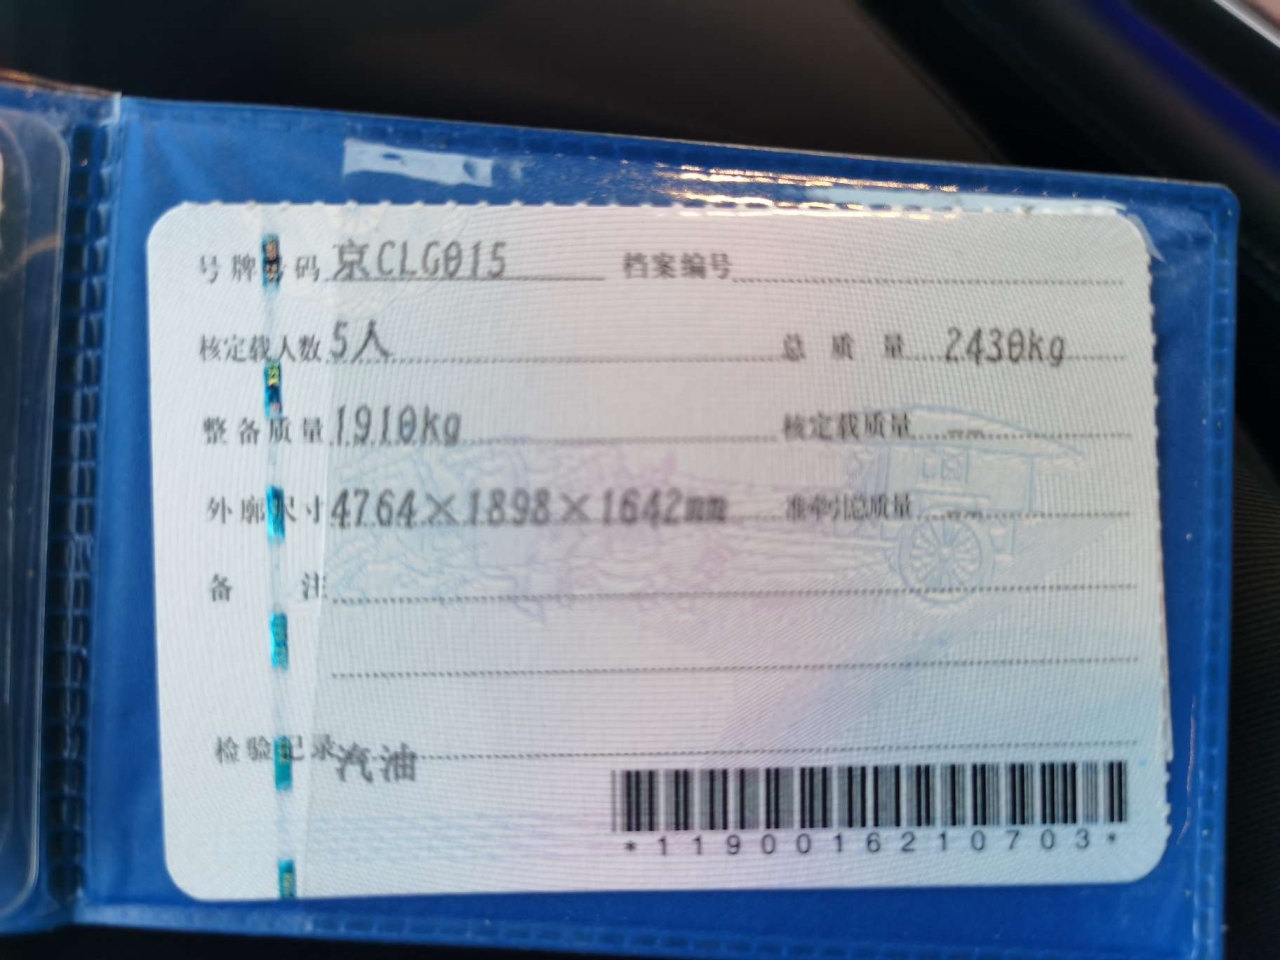 号牌号码 京CLG015 档案编号
核定载人数 5人 总质量 2430kg
整备质量 1910kg 核定载质量 --
外廓尺寸 4764×1898×1642mm 准牵引总质量 --
备注
检验记录 汽油
*1190016210703*